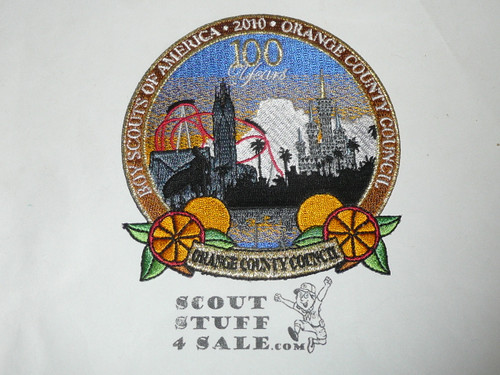 BOY SCOUTS OF AMERICA • 2010 • ORANGE COUNTY COUNCIL
100
Years
ORANGE COUNTY COUNCIL
SCOUT
STUFF
4 SALE.COM